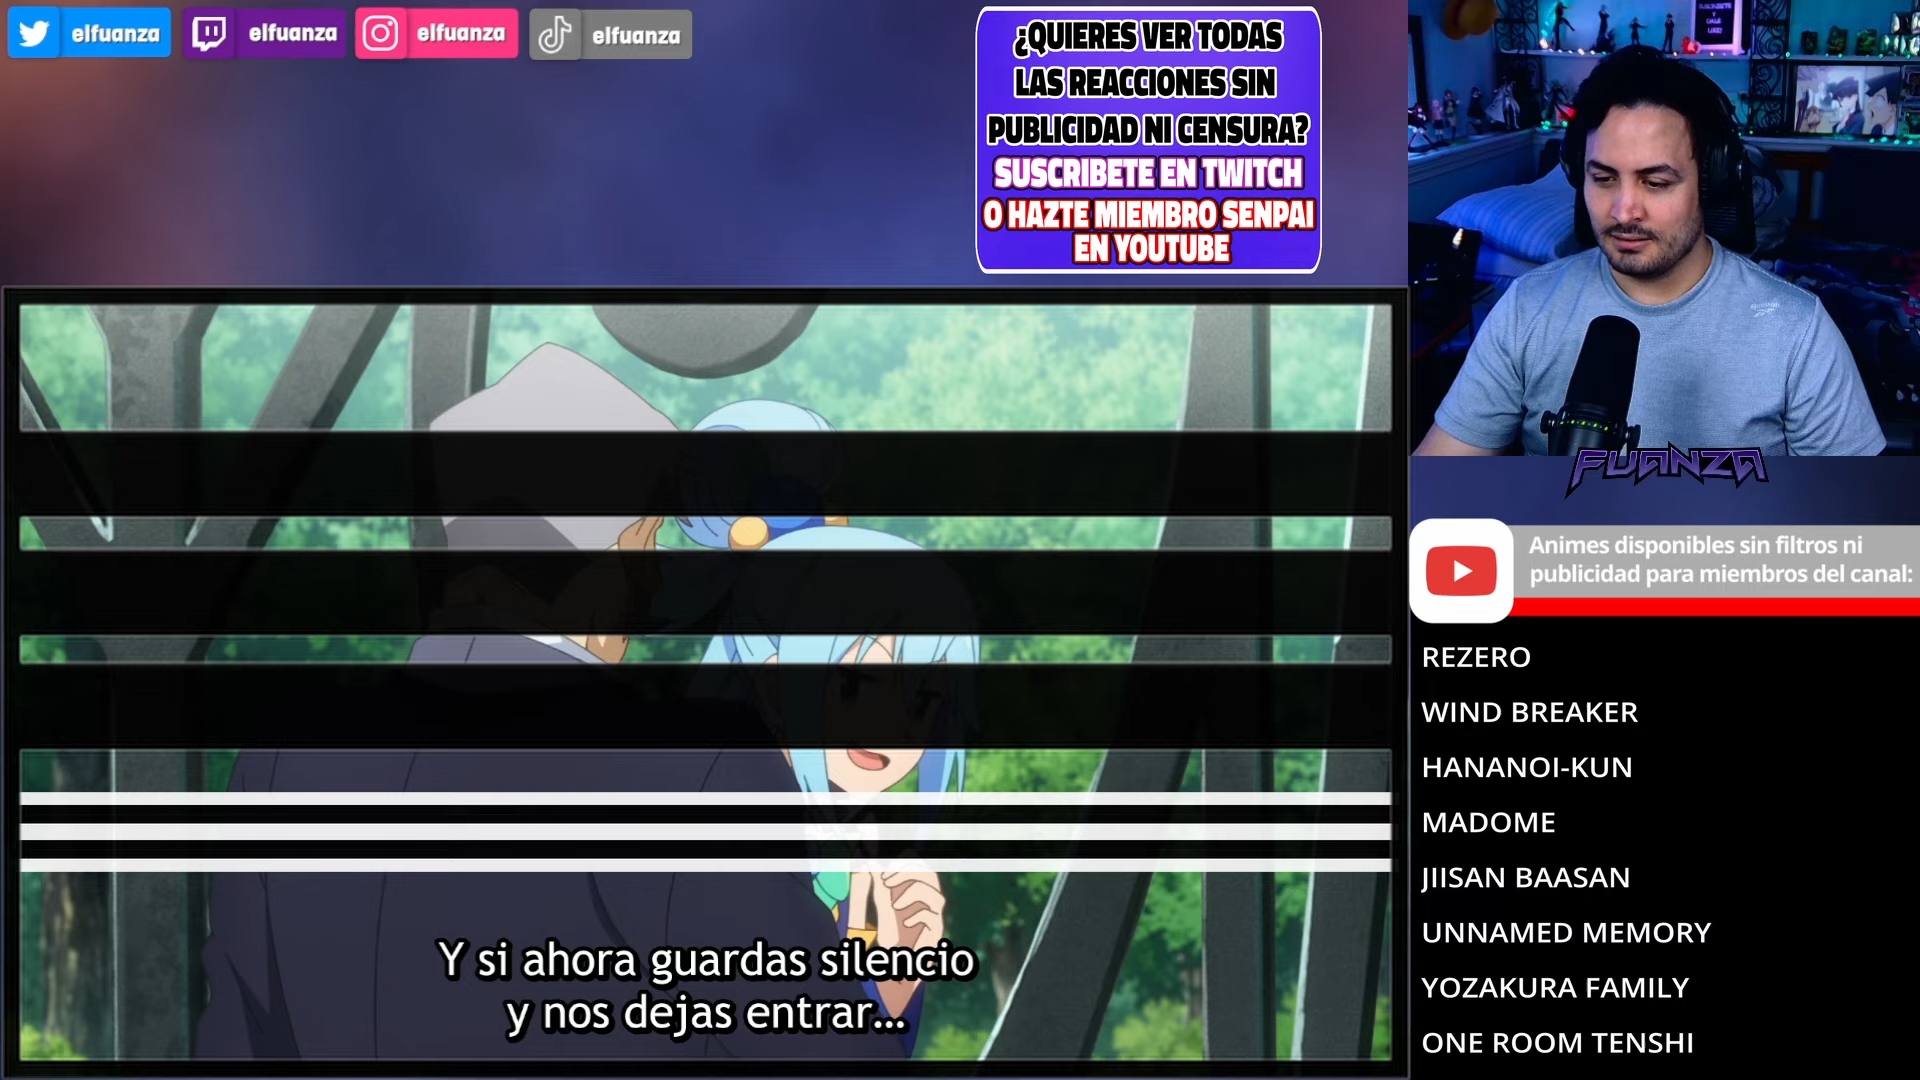 elfuanza
elfuanza
elfuanza
elfuanza
¿QUIERES VER TODAS
LAS REACCIONES SIN
PUBLICIDAD NI CENSURA?
SUSCRIBETE EN TWITCH
O HAZTE MIEMBRO SENPAI
EN YOUTUBE
FUANZA
Animes disponibles sin filtros ni
publicidad para miembros del canal:
REZERO
WIND BREAKER
HANANOI-KUN
MADOME
JIISAN BAASAN
UNNAMED MEMORY
YOZAKURA FAMILY
ONE ROOM TENSHI
Y si ahora guardas silencio
y nos dejas entrar...